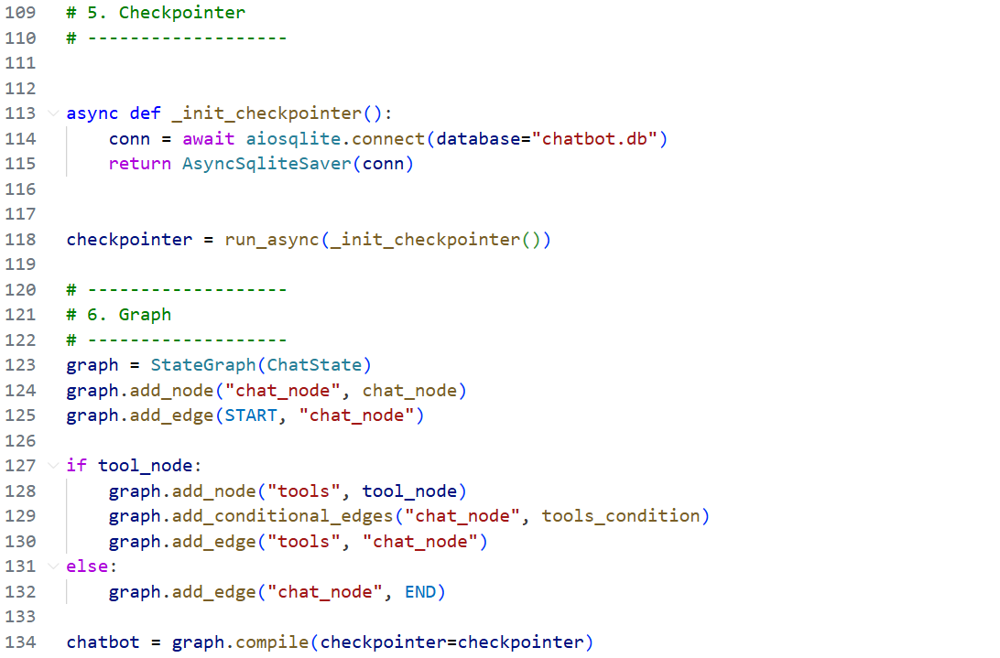 109 # 5. Checkpointer
110 # -------------------
111
112
113 async def _init_checkpointer():
114     conn = await aiosqlite.connect(database="chatbot.db")
115     return AsyncSqliteSaver(conn)
116
117
118 checkpointer = run_async(_init_checkpointer())
119
120 # -------------------
121 # 6. Graph
122 # -------------------
123 graph = StateGraph(ChatState)
124 graph.add_node("chat_node", chat_node)
125 graph.add_edge(START, "chat_node")
126
127 if tool_node:
128     graph.add_node("tools", tool_node)
129     graph.add_conditional_edges("chat_node", tools_condition)
130     graph.add_edge("tools", "chat_node")
131 else:
132     graph.add_edge("chat_node", END)
133
134 chatbot = graph.compile(checkpointer=checkpointer)